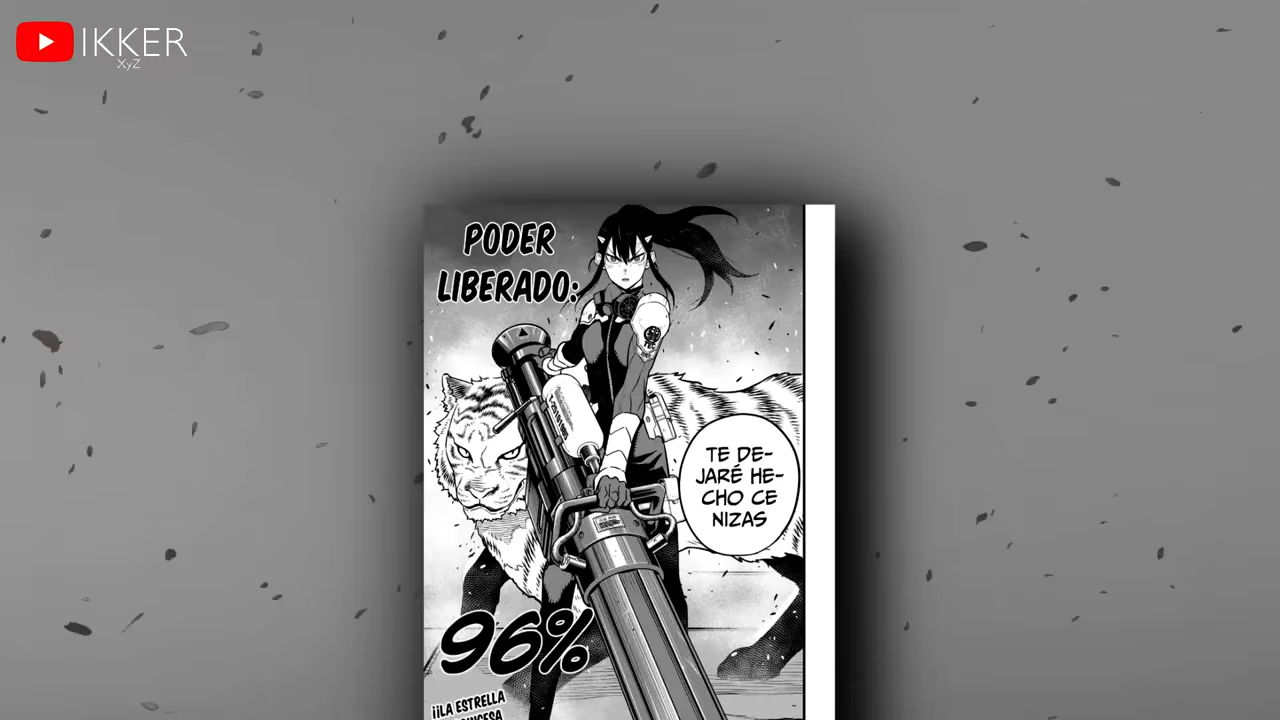 IKKER
XyZ
PODER
LIBERADO:
TE DE-
JARÉ HE-
CHO CE
NIZAS
96%
¡¡LA ESTRELLA